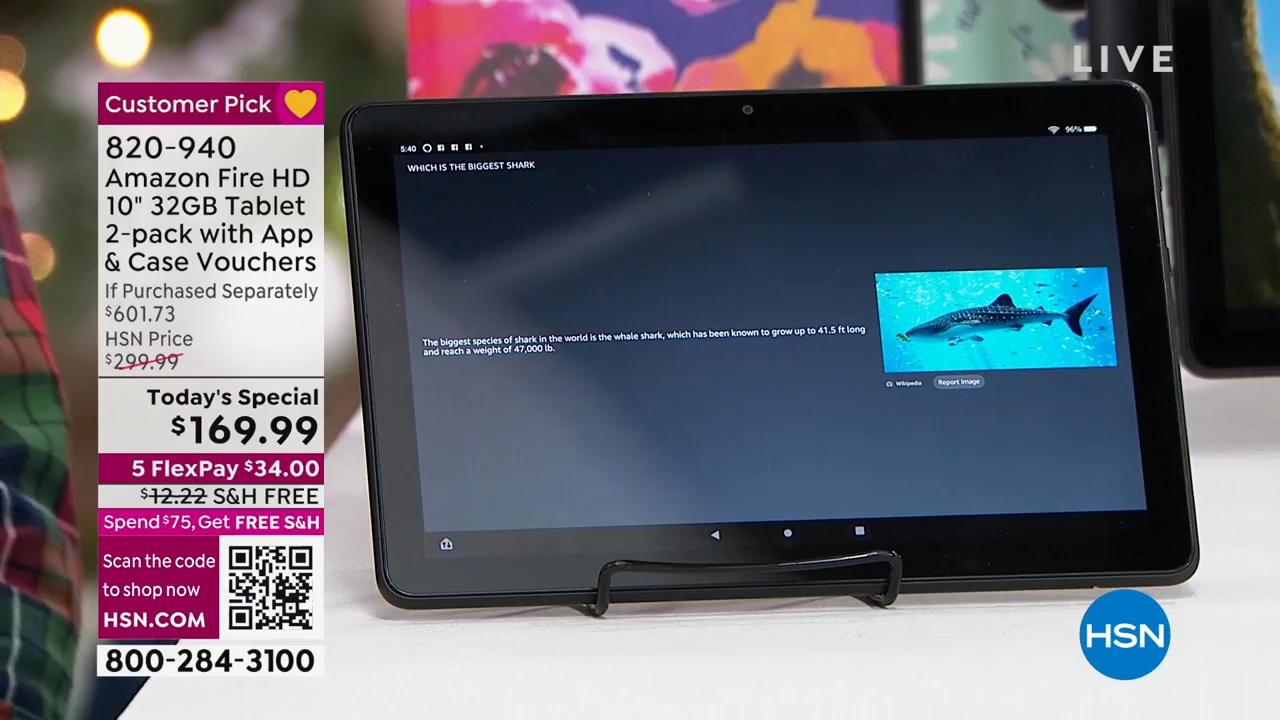 LIVE
Customer Pick
820-940
Amazon Fire HD
10" 32GB Tablet
2-pack with App
& Case Vouchers
If Purchased Separately
$601.73
HSN Price
$299.99
Today's Special
$169.99
5 FlexPay $34.00
$12.22 S&H FREE
Spend $75, Get FREE S&H
Scan the code
to shop now
HSN.COM
800-284-3100
5:40
96%
WHICH IS THE BIGGEST SHARK
The biggest species of shark in the world is the whale shark, which has been known to grow up to 41.5 ft long
and reach a weight of 47,000 lb.
Wikipedia
Report Image
HSN